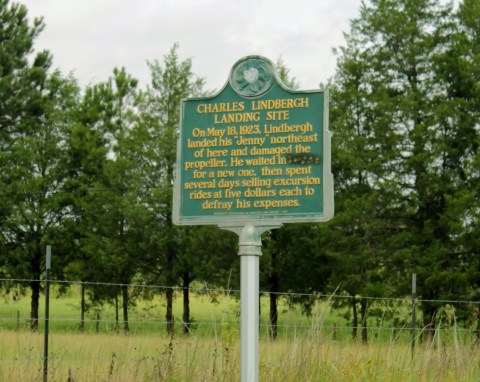 CHARLES LINDBERGH
LANDING SITE
On May 18, 1923, Lindbergh
landed his "Jenny" northeast
of here and damaged the
propeller. He waited in
for a new one, then spent
several days selling excursion
rides at five dollars each to
defray his expenses.